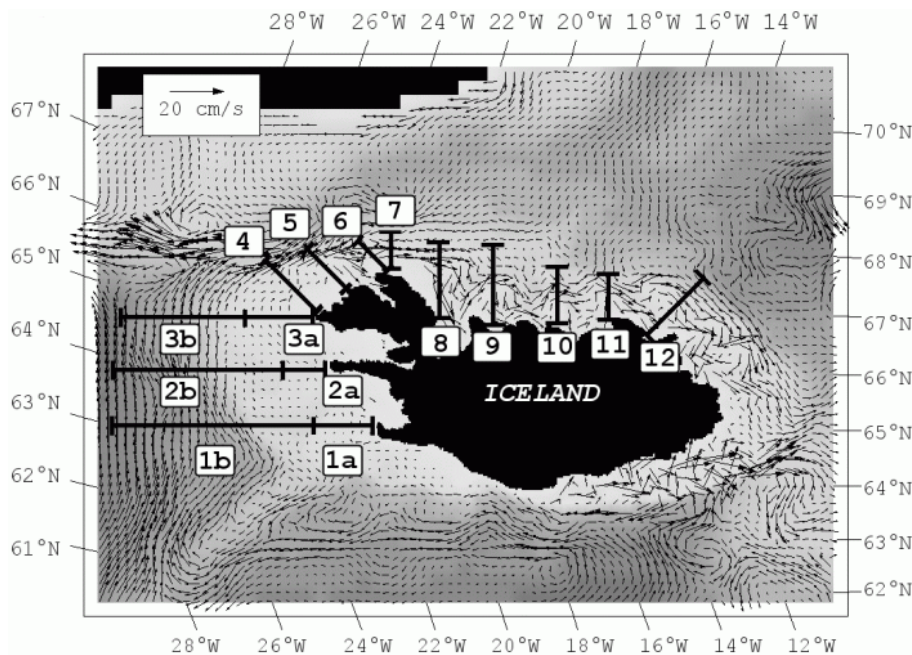 28°W 26°W 24°W 22°W 20°W 18°W 16°W 14°W
20 cm/s
67°N
70°N
66°N
69°N
7
6
5
4
65°N
68°N
64°N
67°N
3b
3a
8
9
10
11
12
63°N
66°N
2b
2a
ICELAND
65°N
1b
1a
62°N
64°N
61°N
63°N
62°N
28°W 26°W 24°W 22°W 20°W 18°W 16°W 14°W 12°W